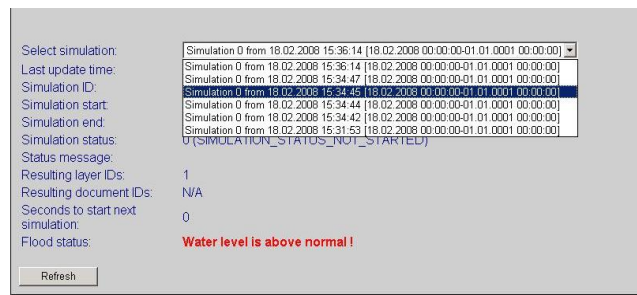 Select simulation: Simulation 0 from 18.02.2008 15:36:14 [18.02.2008 00:00:00-01.01.0001 00:00:00]
Last update time: Simulation 0 from 18.02.2008 15:36:14 [18.02.2008 00:00:00-01.01.0001 00:00:00]
Simulation 0 from 18.02.2008 15:34:47 [18.02.2008 00:00:00-01.01.0001 00:00:00]
Simulation ID: Simulation 0 from 18.02.2008 15:34:45 [18.02.2008 00:00:00-01.01.0001 00:00:00]
Simulation start: Simulation 0 from 18.02.2008 15:34:44 [18.02.2008 00:00:00-01.01.0001 00:00:00]
Simulation end: Simulation 0 from 18.02.2008 15:34:42 [18.02.2008 00:00:00-01.01.0001 00:00:00]
Simulation 0 from 18.02.2008 15:31:53 [18.02.2008 00:00:00-01.01.0001 00:00:00]
Simulation status: 0 (SIMULATION_STATUS_NOT_STARTED)
Status message:
Resulting layer IDs: 1
Resulting document IDs: N/A
Seconds to start next
simulation: 0
Flood status: Water level is above normal !
Refresh